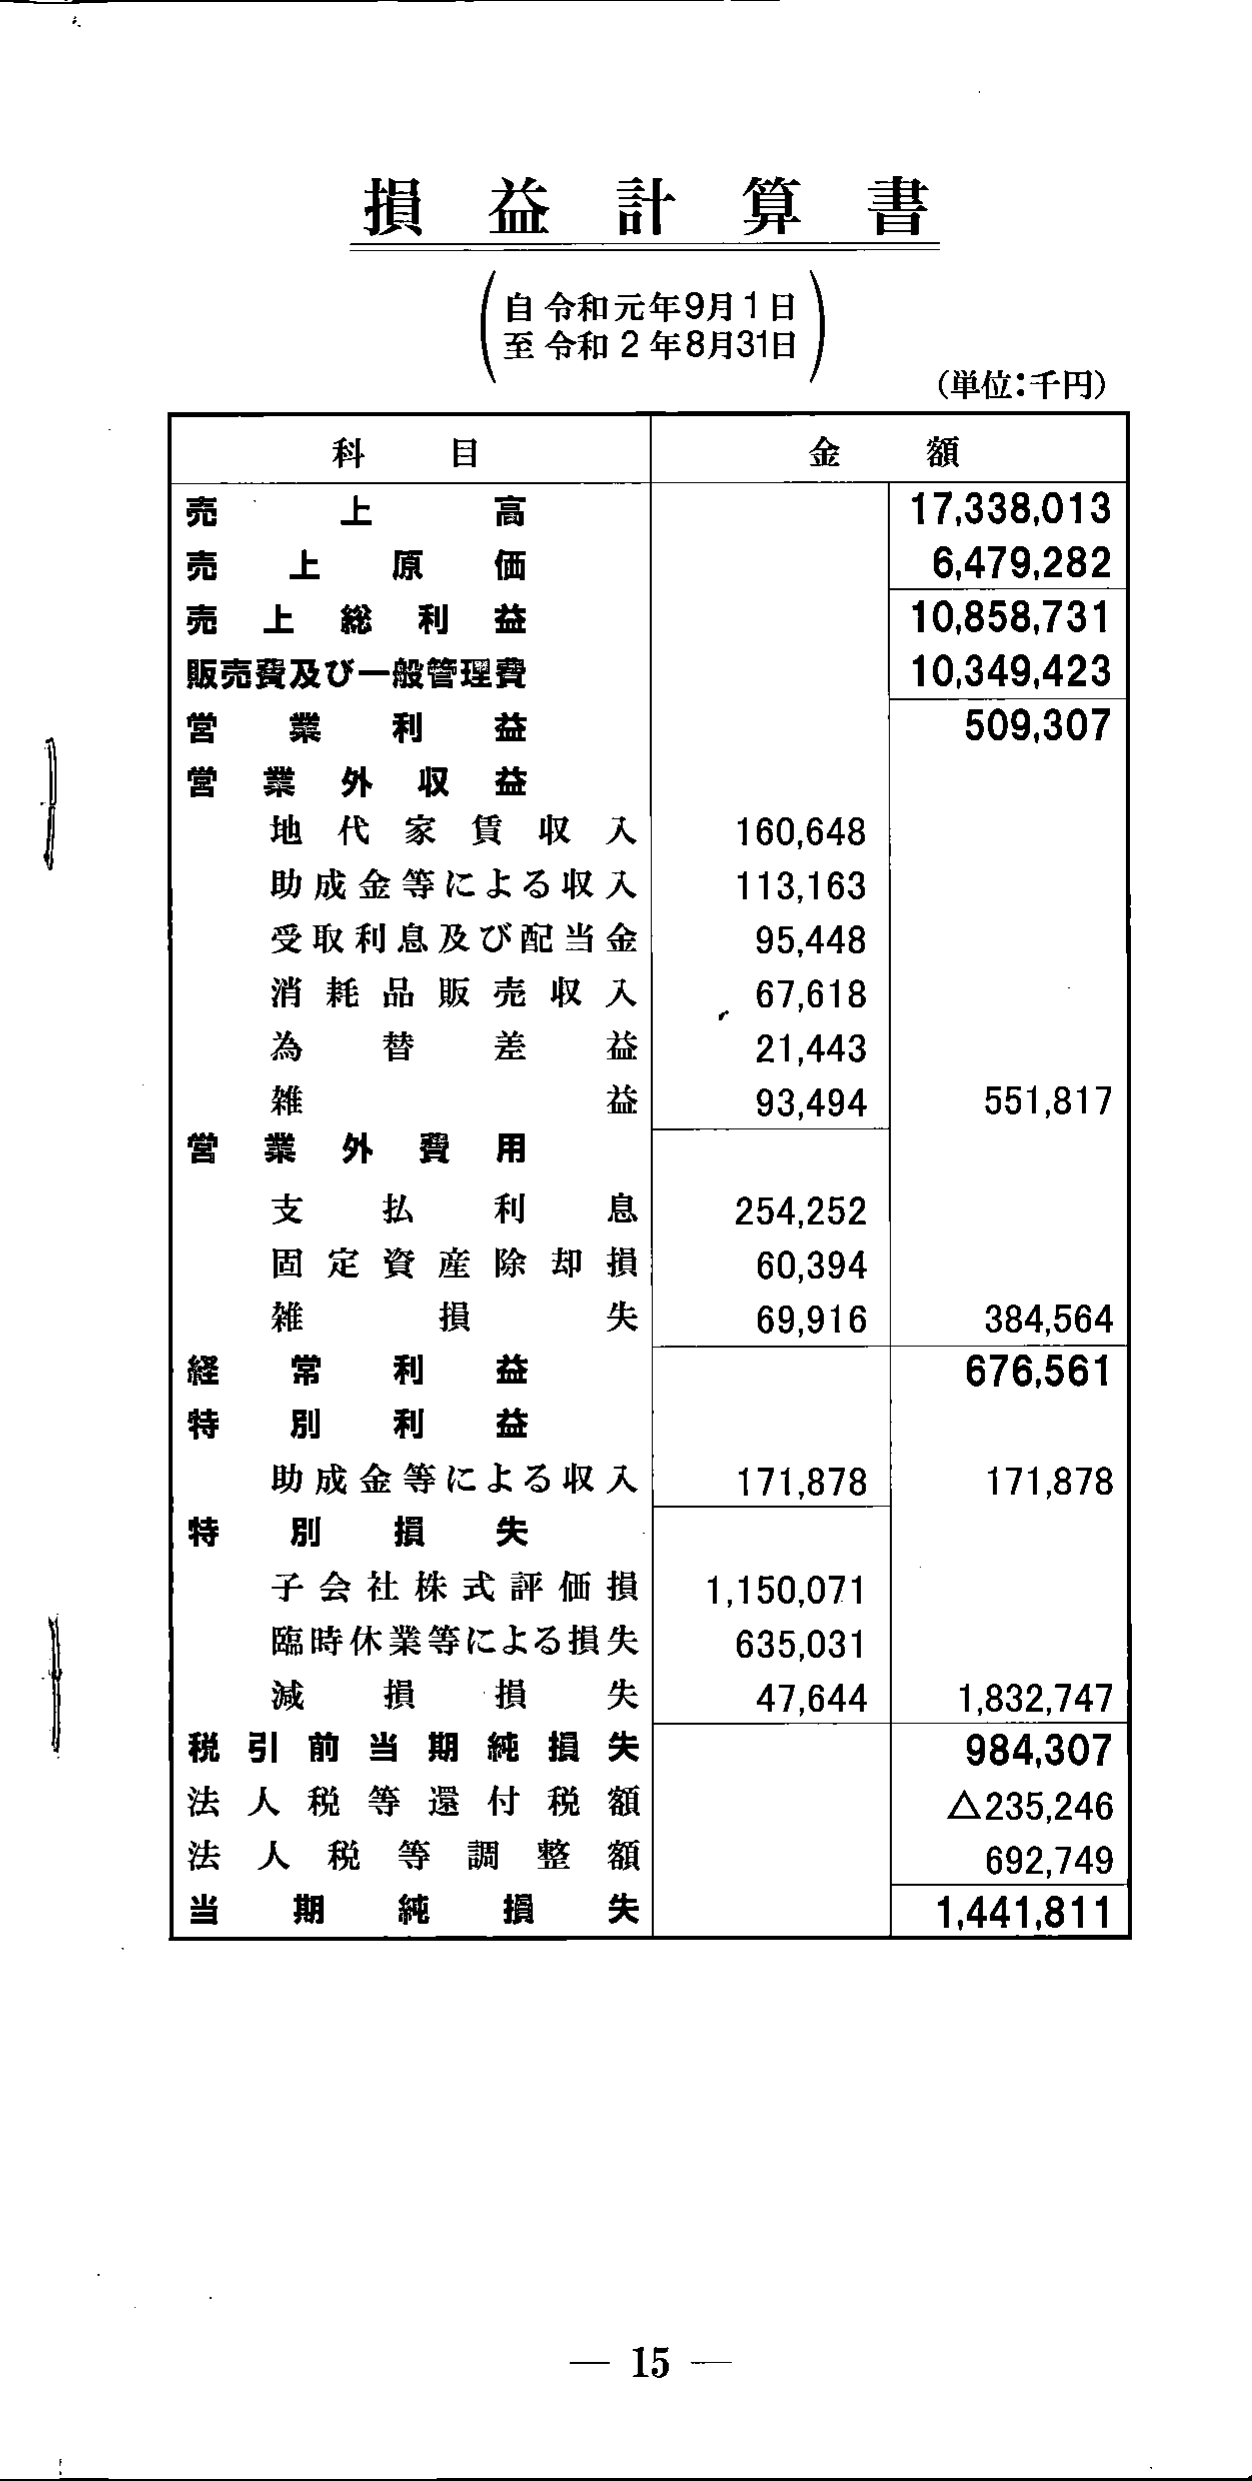 損益計算書
自 令和元年9月1日
至 令和2年8月31日
(単位：千円)
科目 金額
売上高 17,338,013
売上原価 6,479,282
売上総利益 10,858,731
販売費及び一般管理費 10,349,423
営業利益 509,307
営業外収益
地代家賃収入 160,648
助成金等による収入 113,163
受取利息及び配当金 95,448
消耗品販売収入 67,618
為替差益 21,443
雑益 93,494 551,817
営業外費用
支払利息 254,252
固定資産除却損 60,394
雑損失 69,916 384,564
経常利益 676,561
特別利益
助成金等による収入 171,878 171,878
特別損失
子会社株式評価損 1,150,071
臨時休業等による損失 635,031
減損損失 47,644 1,832,747
税引前当期純損失 984,307
法人税等還付税額 △235,246
法人税等調整額 692,749
当期純損失 1,441,811
— 15 —